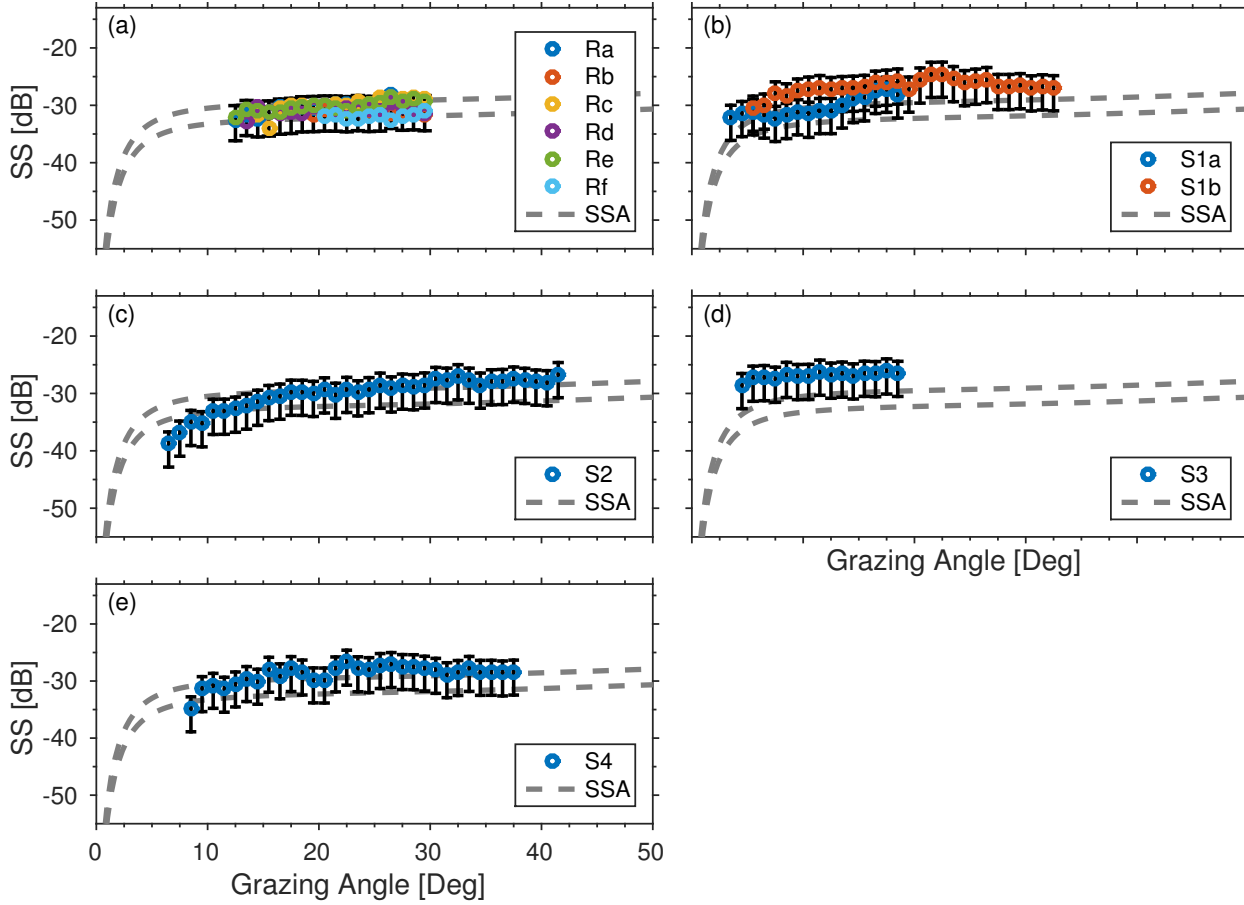 (a)
SS [dB]
-20
-30
-40
-50
Ra
Rb
Rc
Rd
Re
Rf
SSA
(b)
S1a
S1b
SSA
(c)
SS [dB]
-20
-30
-40
-50
S2
SSA
(d)
S3
SSA
Grazing Angle [Deg]
(e)
SS [dB]
-20
-30
-40
-50
S4
SSA
0 10 20 30 40 50
Grazing Angle [Deg]